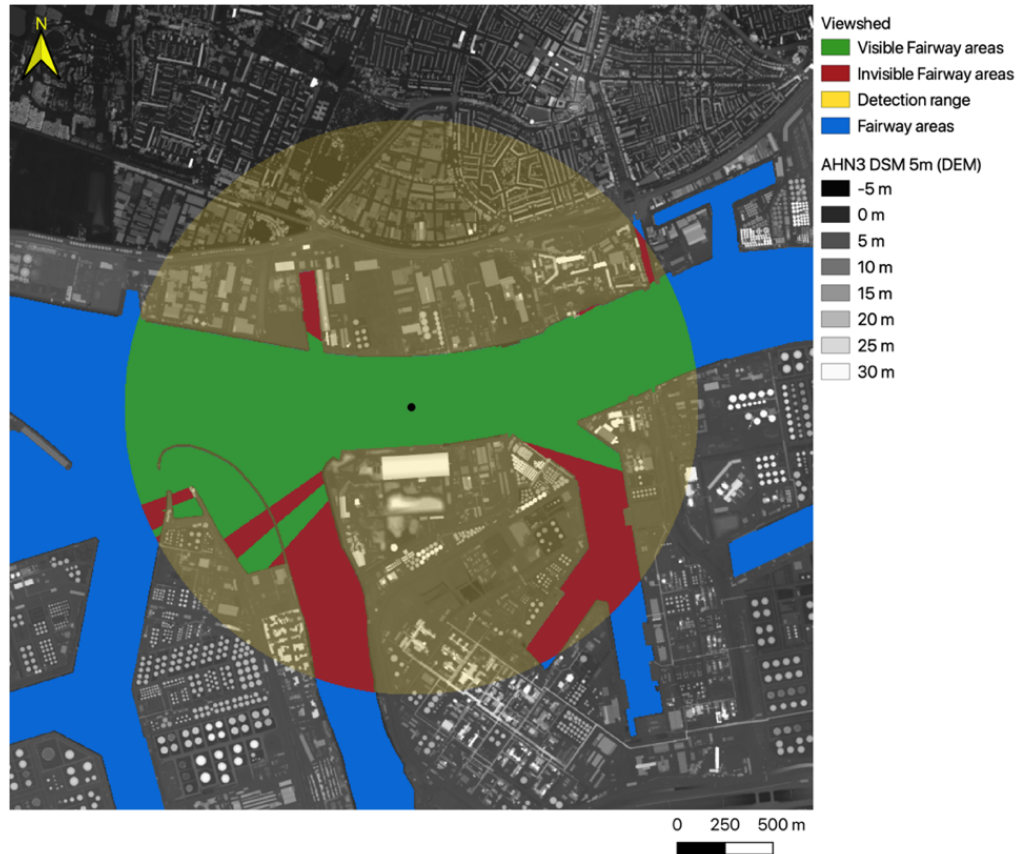 N
Viewshed
Visible Fairway areas
Invisible Fairway areas
Detection range
Fairway areas
AHN3 DSM 5m (DEM)
-5 m
0 m
5 m
10 m
15 m
20 m
25 m
30 m
0 250 500 m